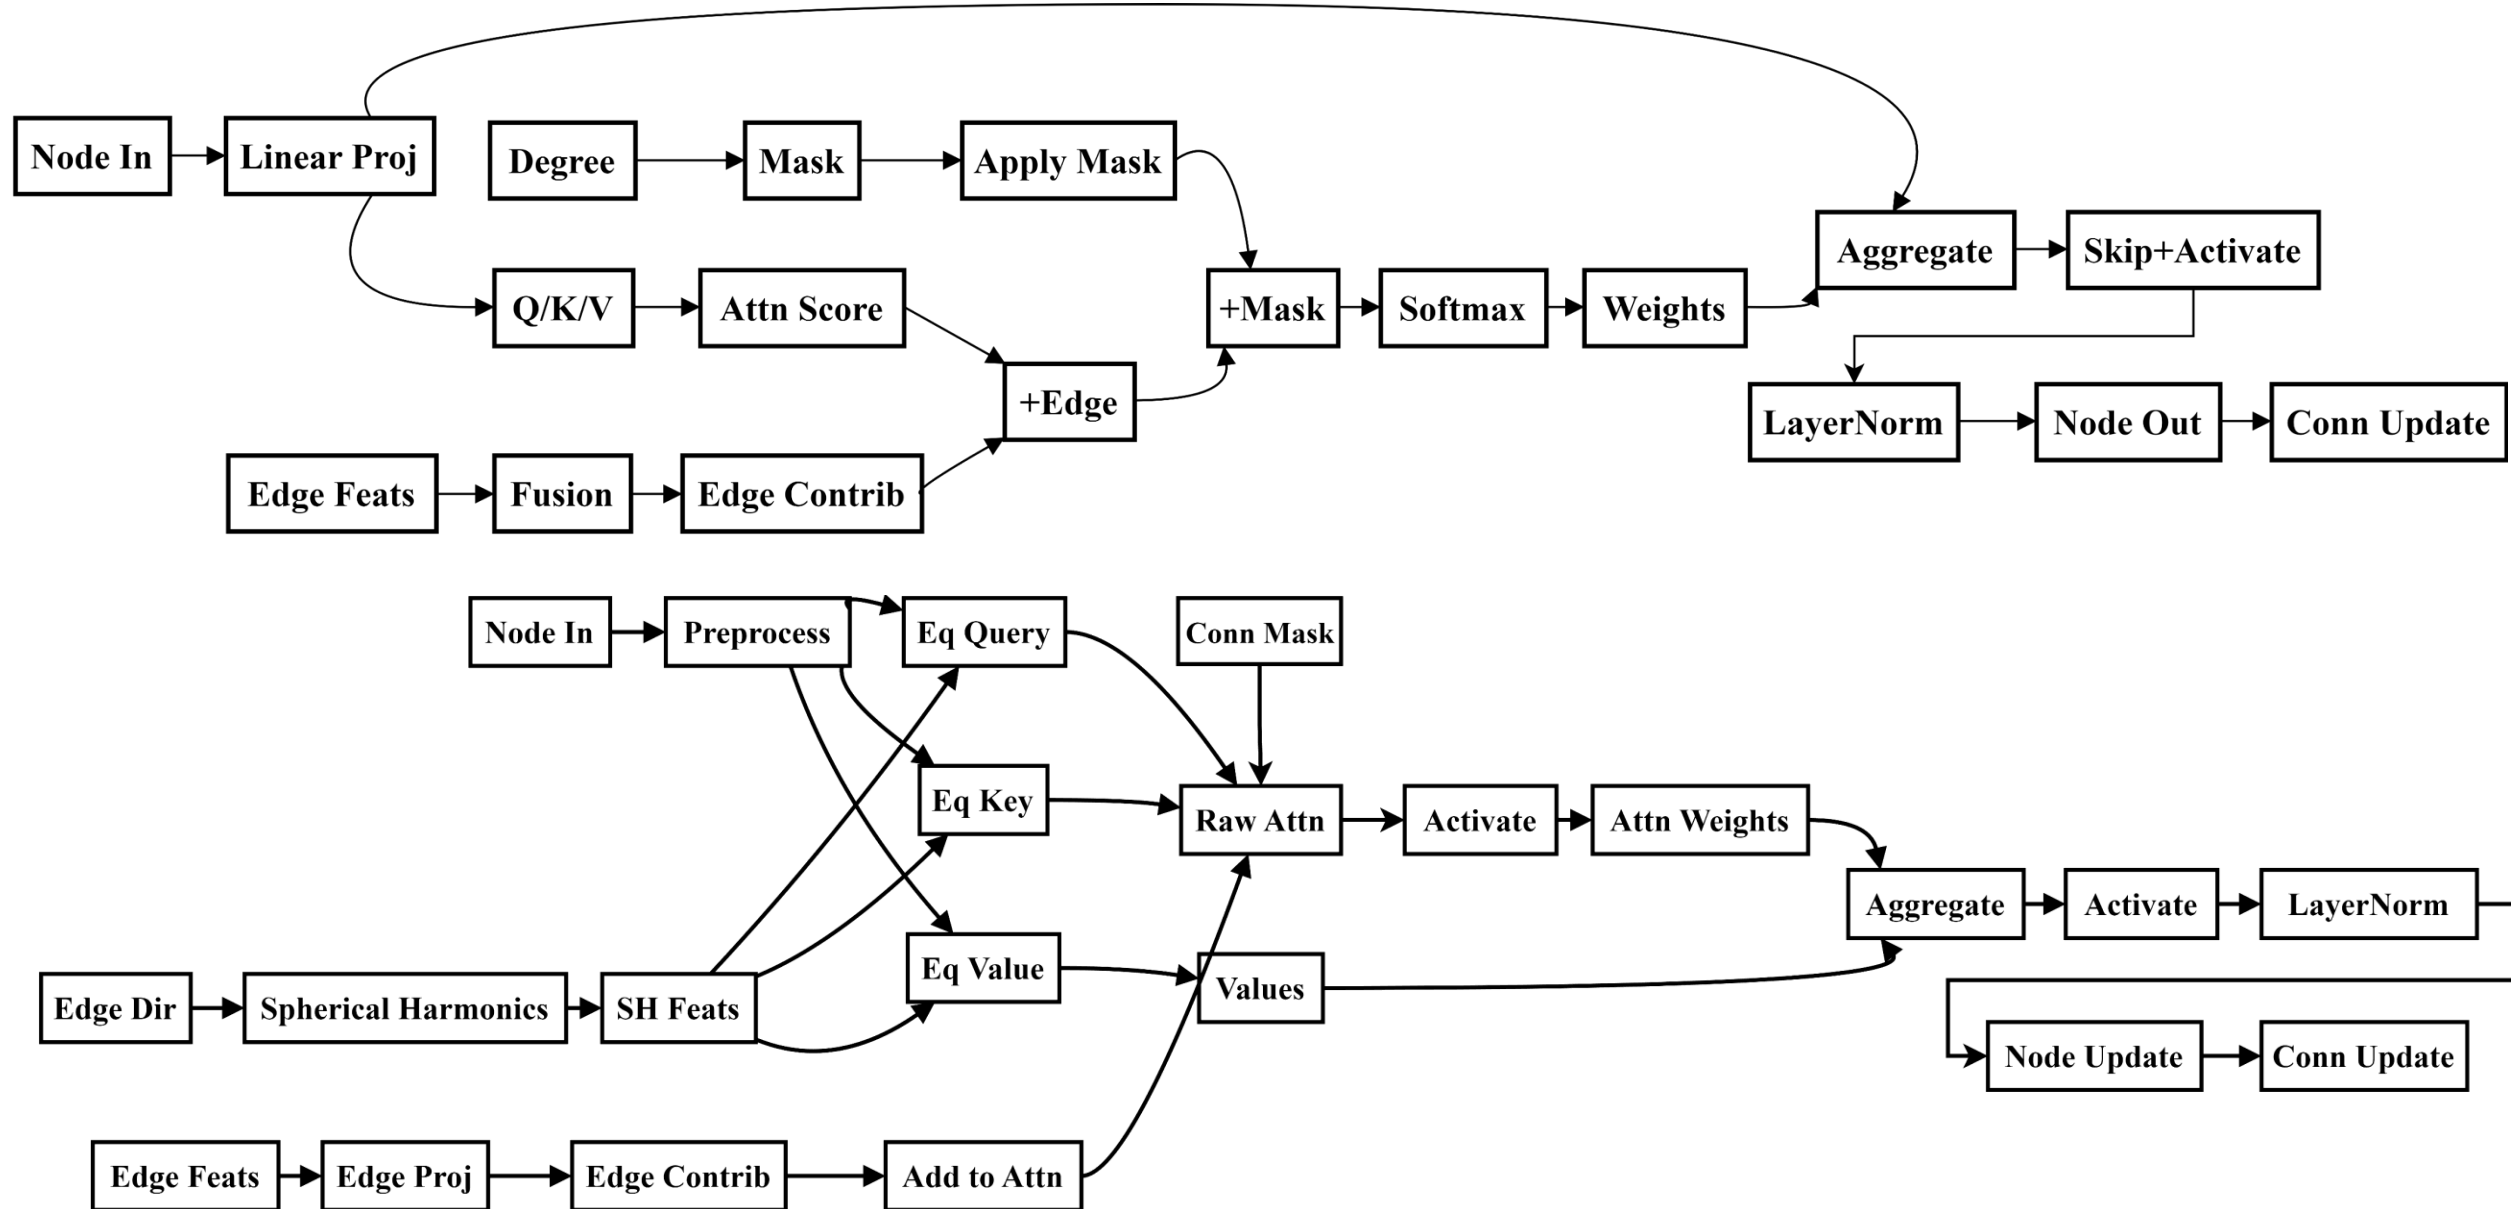 Node In
Linear Proj
Degree
Mask
Apply Mask
Aggregate
Skip+Activate
Q/K/V
Attn Score
+Mask
Softmax
Weights
+Edge
LayerNorm
Node Out
Conn Update
Edge Feats
Fusion
Edge Contrib
Node In
Preprocess
Eq Query
Conn Mask
Eq Key
Raw Attn
Activate
Attn Weights
Aggregate
Activate
LayerNorm
Eq Value
Values
Edge Dir
Spherical Harmonics
SH Feats
Node Update
Conn Update
Edge Feats
Edge Proj
Edge Contrib
Add to Attn